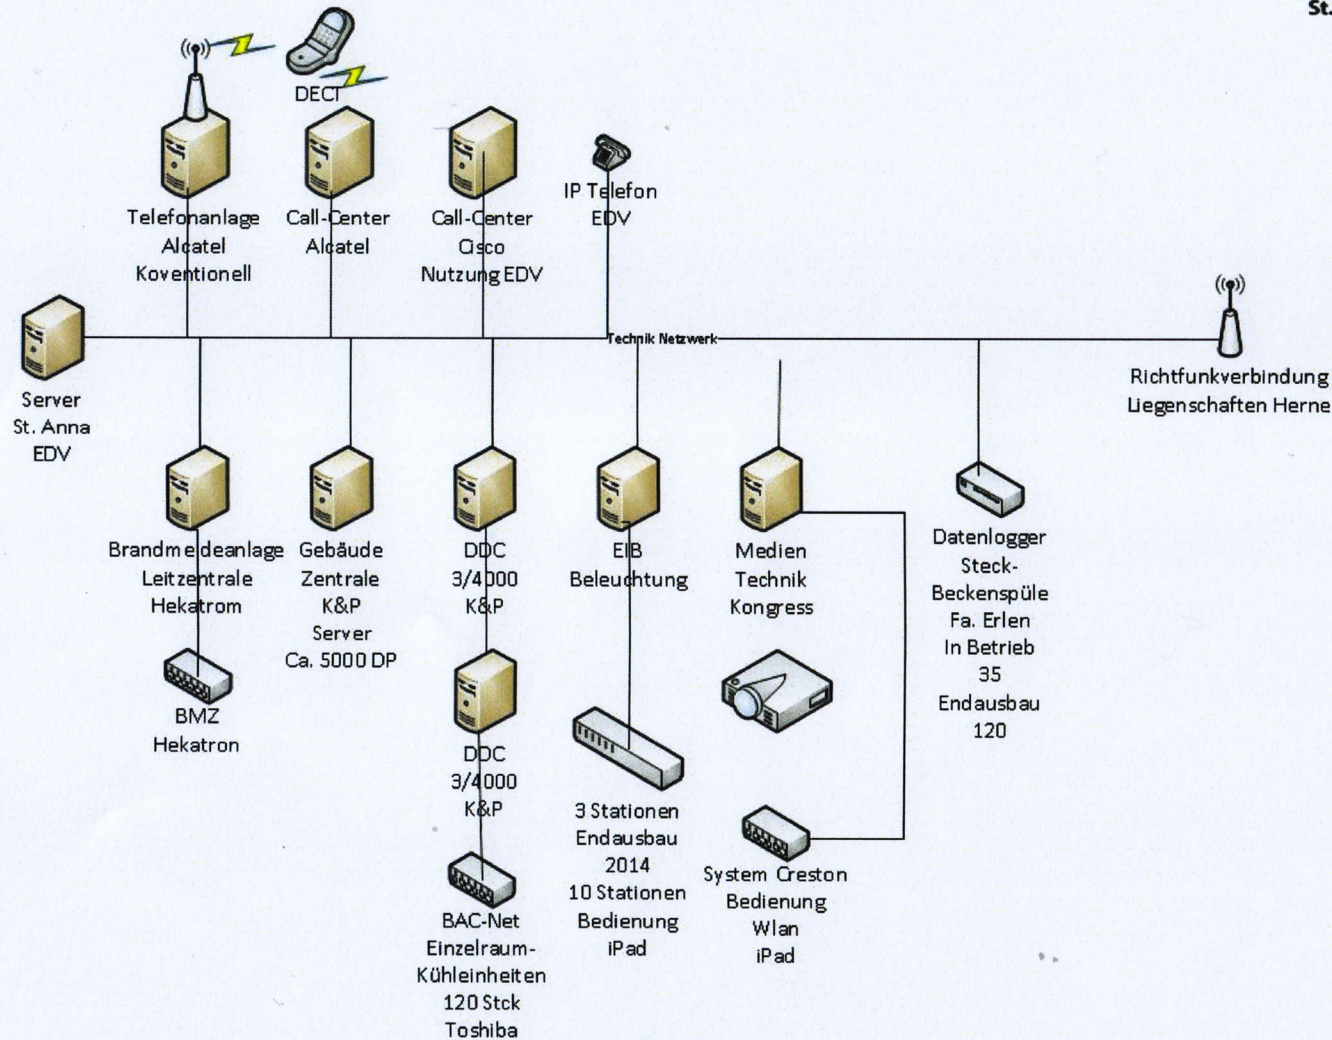 St.
DECT
Telefonanlage
Alcatel
Koventionell
Call-Center
Alcatel
Call-Center
Cisco
Nutzung EDV
IP Telefon
EDV
Technik Netzwerk
Server
St. Anna
EDV
Richtfunkverbindung
Liegenschaften Herne
Brandmeldeanlage
Leitzentrale
Hekatrom
BMZ
Hekatron
Gebäude
Zentrale
K&P
Server
Ca. 5000 DP
DDC
3/4000
K&P
DDC
3/4000
K&P
BAC-Net
Einzelraum-
Kühleinheiten
120 Stck
Toshiba
EIB
Beleuchtung
3 Stationen
Endausbau
2014
10 Stationen
Bedienung
iPad
Medien
Technik
Kongress
System Creston
Bedienung
Wlan
iPad
Datenlogger
Steck-
Beckenspüle
Fa. Erlen
In Betrieb
35
Endausbau
120